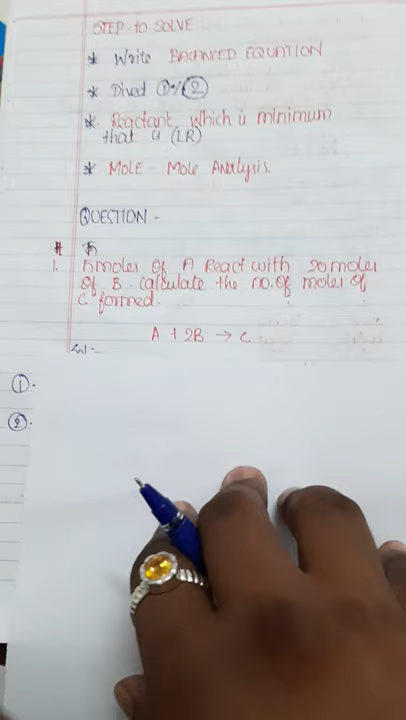 STEP to SOLVE
* Write BALANCED EQUATION
* Dived ①/②
* Reactant, which is minimum
that is (LR)
* MOLE - MOLE Analysis.
QUESTION -
1. 5 moles of A React with 20 moles
of B. calculate the no. of moles of
C formed.
A + 2B → C
Sol :-
①.
②.